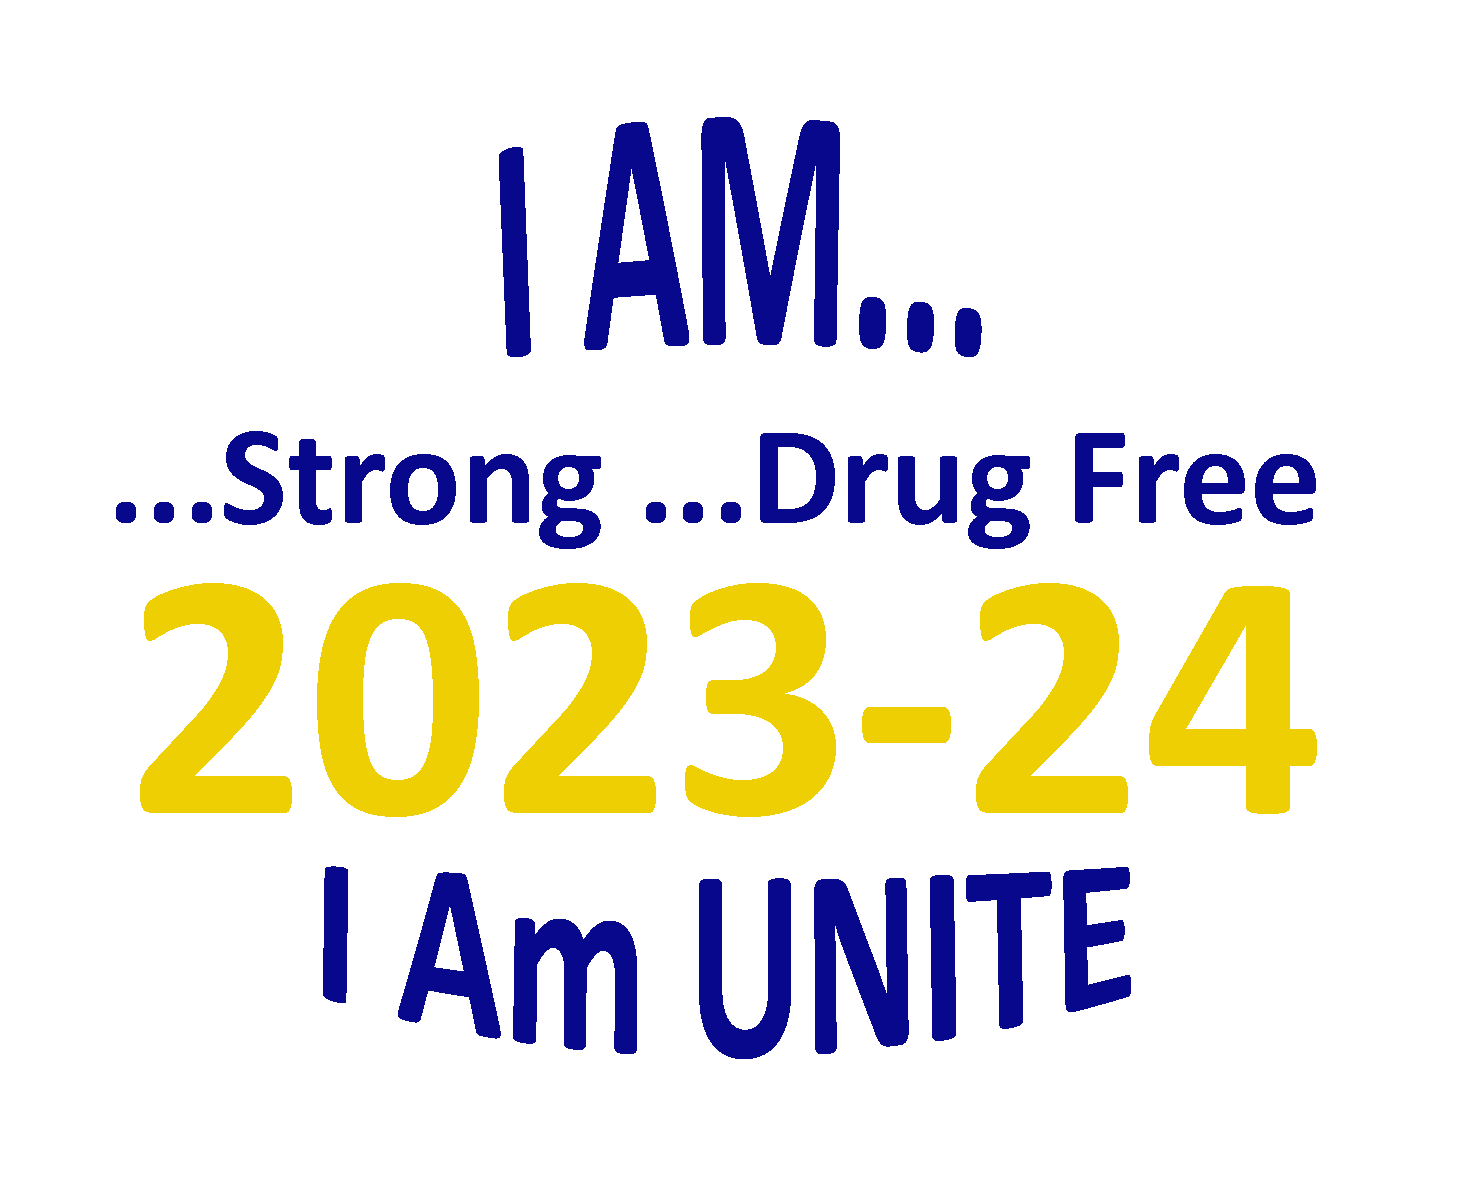 I AM...
...Strong ...Drug Free
2023-24
I Am UNITE